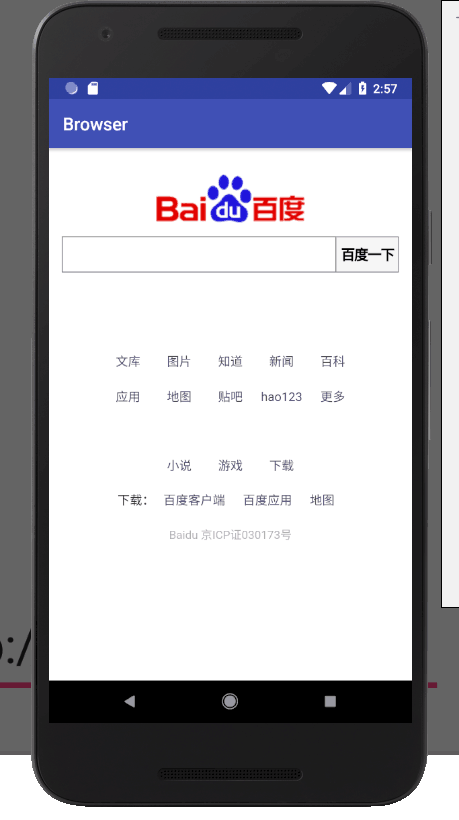 2:57
Browser
Bai du 百度
百度一下
文库 图片 知道 新闻 百科
应用 地图 贴吧 hao123 更多
小说 游戏 下载
下载： 百度客户端 百度应用 地图
Baidu 京ICP证030173号
:/